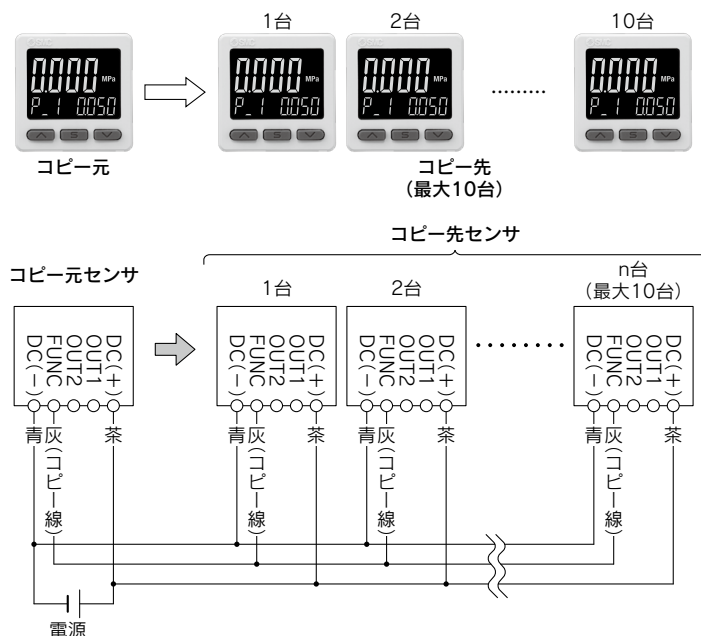 1台
2台
10台
SMC
0.000 MPa
P_1 0.050
S
SMC
0.000 MPa
P_1 0.050
S
SMC
0.000 MPa
P_1 0.050
S
SMC
0.000 MPa
P_1 0.050
S
コピー元
コピー先
(最大10台)
コピー先センサ
コピー元センサ
1台
2台
n台
(最大10台)
DC(−)
FUNC
OUT2
OUT1
DC(+)
DC(−)
FUNC
OUT2
OUT1
DC(+)
DC(−)
FUNC
OUT2
OUT1
DC(+)
DC(−)
FUNC
OUT2
OUT1
DC(+)
青
灰(コピー線)
茶
青
灰(コピー線)
茶
青
灰(コピー線)
茶
青
灰(コピー線)
茶
電源